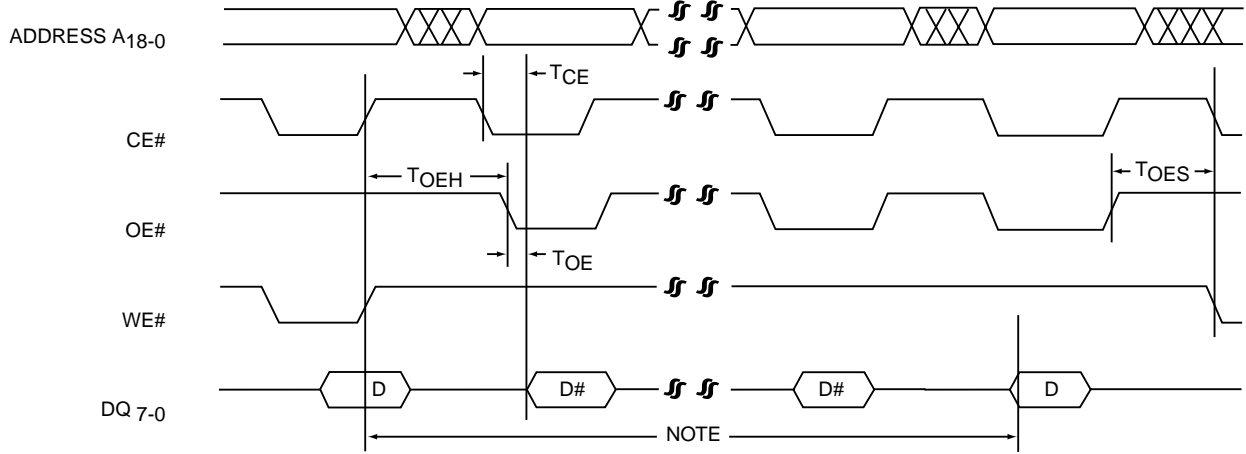 ADDRESS A18-0
TCE
CE#
TOEH
TOES
OE#
TOE
WE#
D
D#
D#
D
DQ 7-0
NOTE